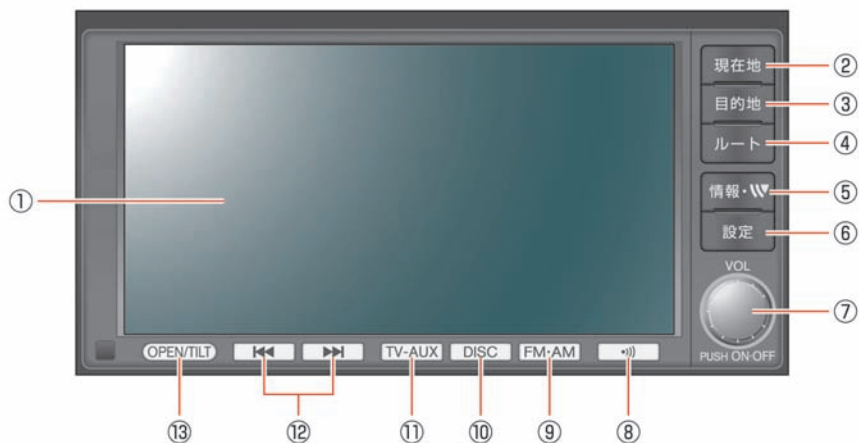 現在地 ②
目的地 ③
ルート ④
① 情報・ ⑤
設定 ⑥
VOL
⑦
PUSH ON·OFF
OPEN/TILT TV-AUX DISC FM·AM
⑬ ⑫ ⑪ ⑩ ⑨ ⑧